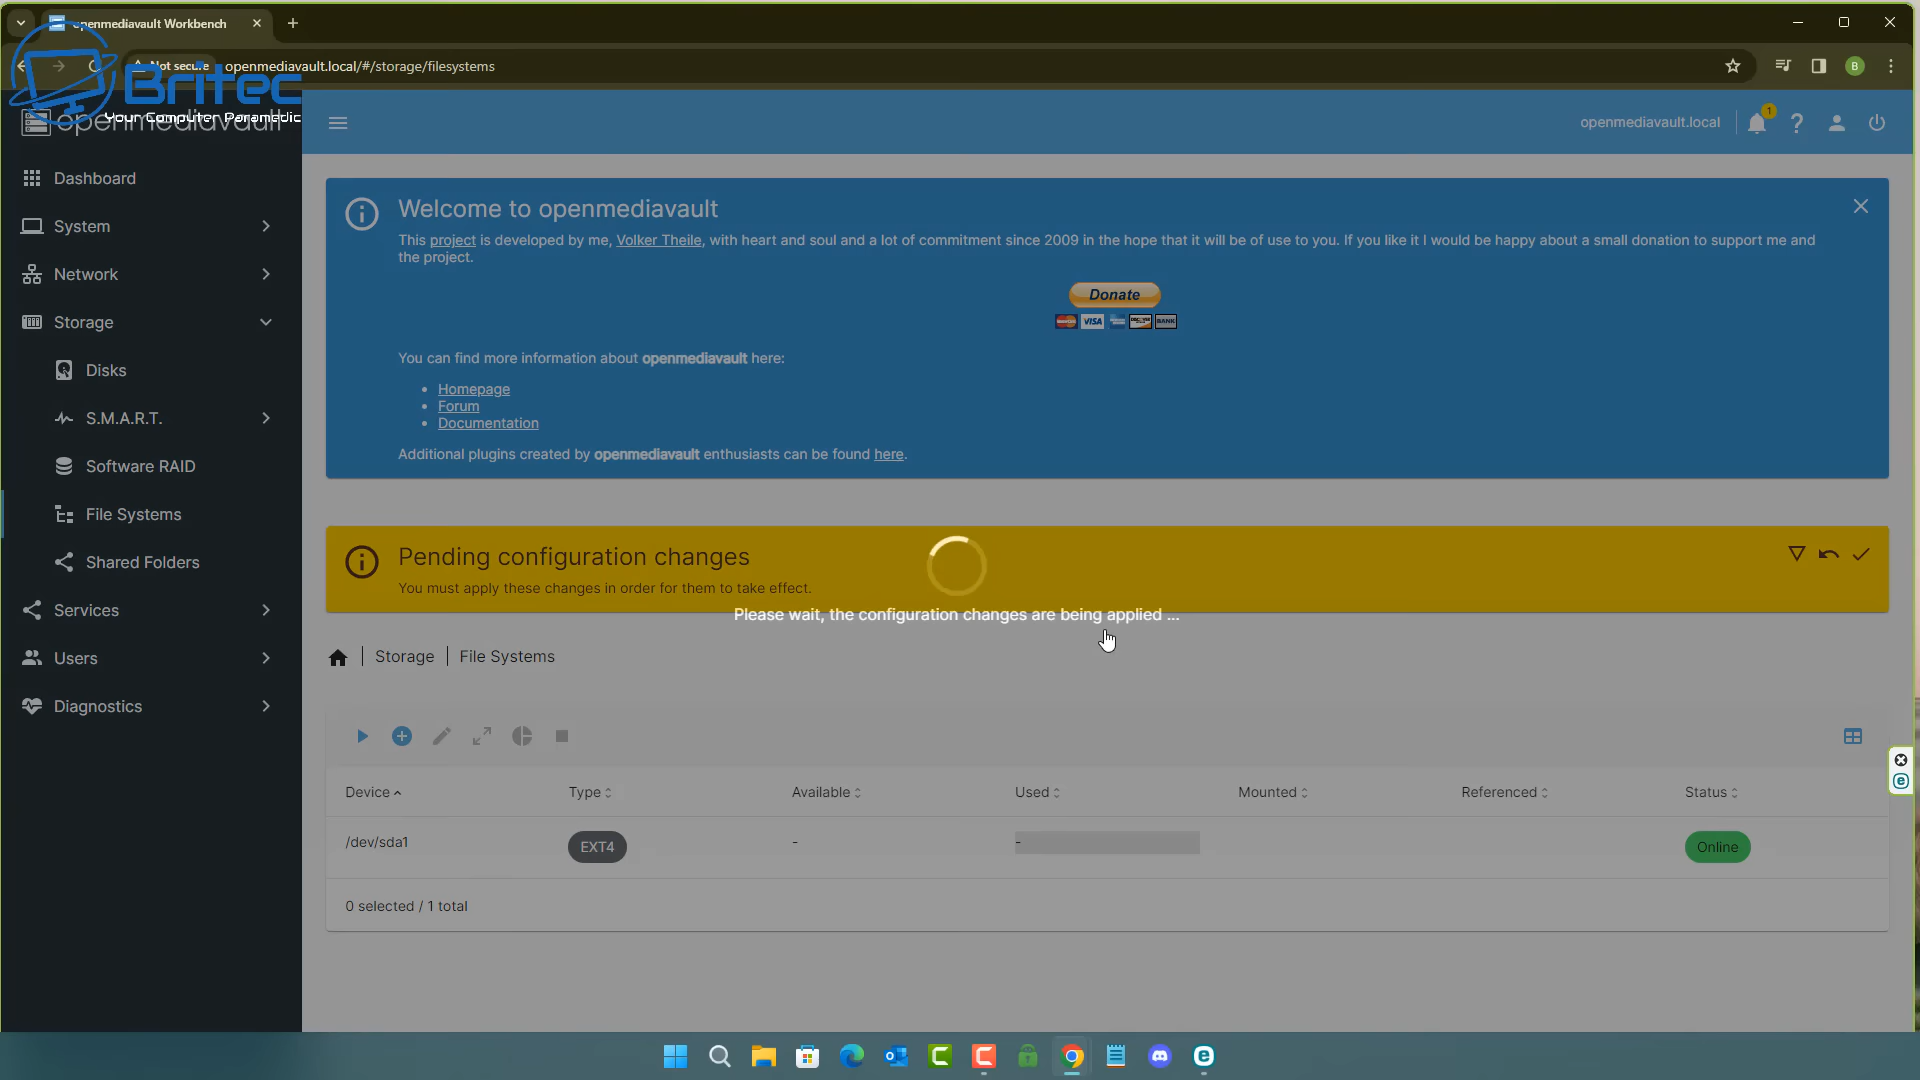 openmediavault Workbench
Not secure
openmediavault.local/#/storage/filesystems
B
Britec
Your Computer Paramedic
openmediavault
openmediavault.local
1
Dashboard
System
Network
Storage
Disks
S.M.A.R.T.
Software RAID
File Systems
Shared Folders
Services
Users
Diagnostics
Welcome to openmediavault
This project is developed by me, Volker Theile, with heart and soul and a lot of commitment since 2009 in the hope that it will be of use to you. If you like it I would be happy about a small donation to support me and
the project.
Donate
VISA
BANK
You can find more information about openmediavault here:
Homepage
Forum
Documentation
Additional plugins created by openmediavault enthusiasts can be found here.
Pending configuration changes
You must apply these changes in order for them to take effect.
Please wait, the configuration changes are being applied ...
Storage | File Systems
Device Type Available Used Mounted Referenced Status
/dev/sda1 EXT4 - - Online
0 selected / 1 total